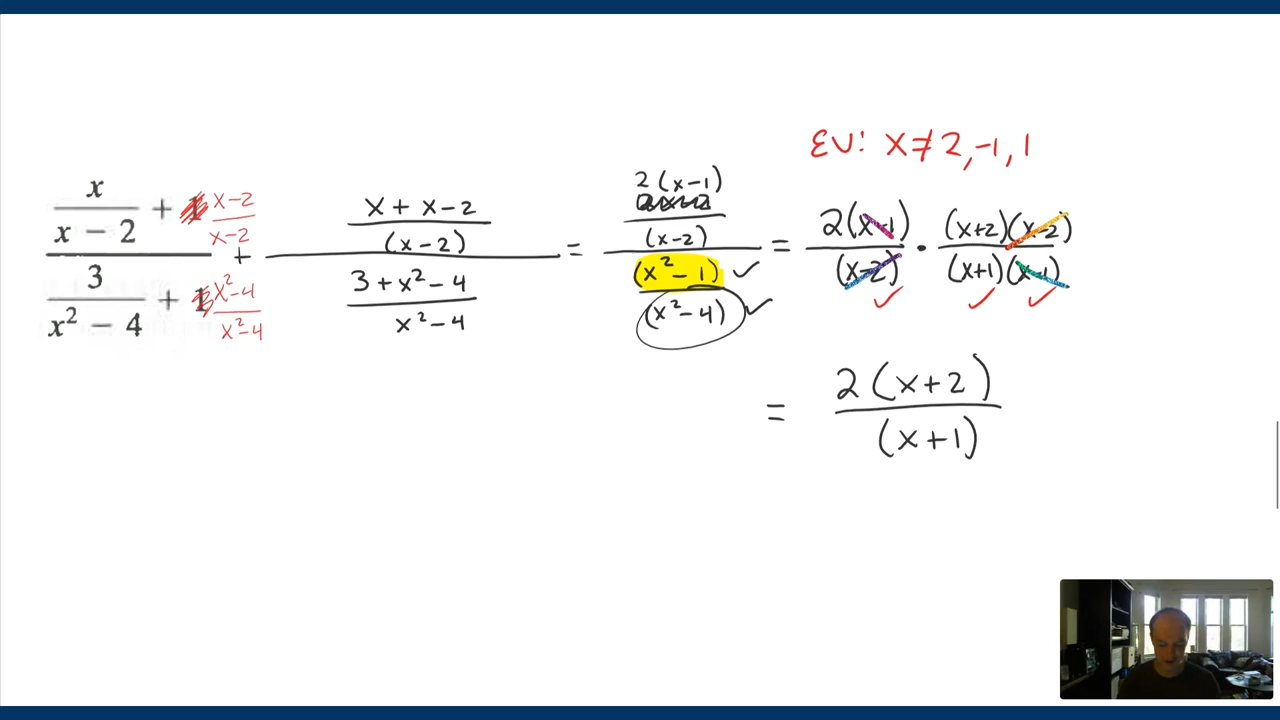 EV: x ≠ 2, -1, 1
x/(x − 2) + 1 (x-2)/(x-2)
3/(x² − 4) + 1 (x²-4)/(x²-4)
+
x + x - 2
(x-2)
3 + x² - 4
x² - 4
=
2(x-1)
(x-2)
(x² - 1) ✓
(x² - 4) ✓
= 2(x-1)/(x-2) · (x+2)(x-2)/(x+1)(x-1)
✓ ✓ ✓
= 2(x+2)/(x+1)